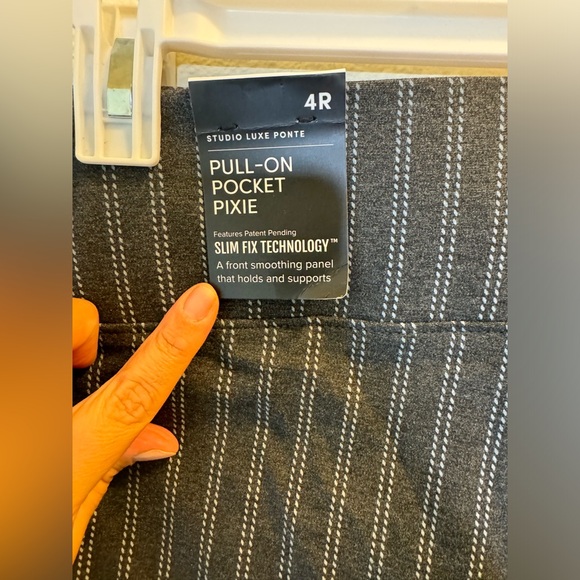 4R
STUDIO LUXE PONTE
PULL-ON
POCKET
PIXIE
Features Patent Pending
SLIM FIX TECHNOLOGY™
A front smoothing panel
that holds and supports